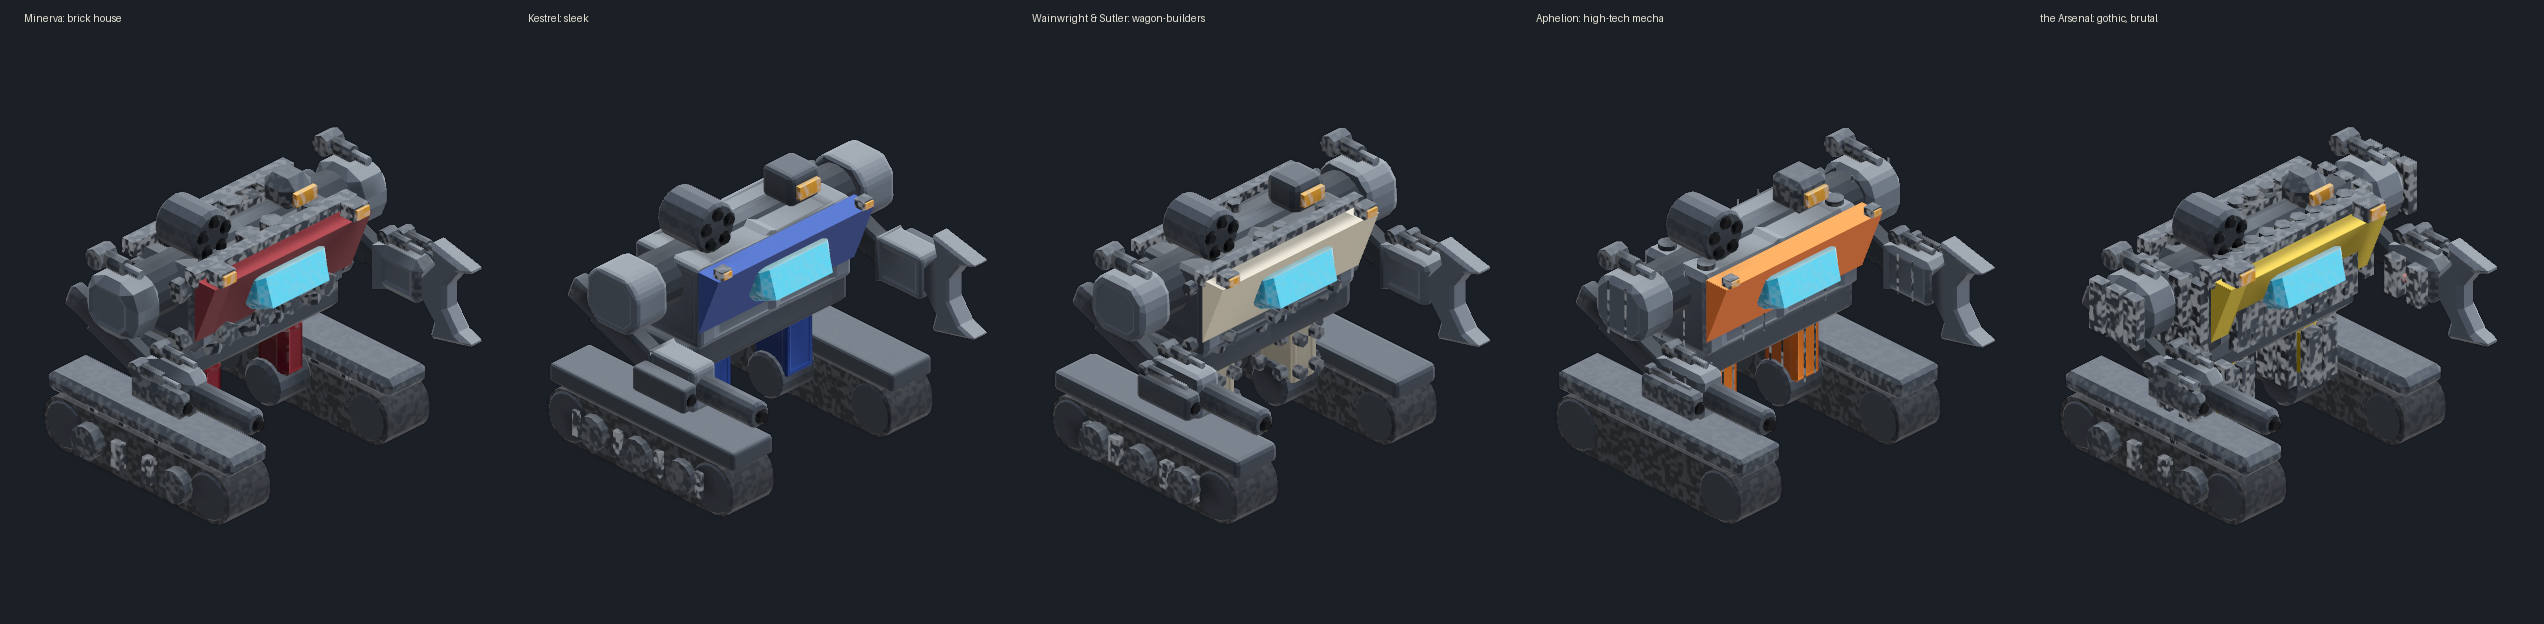 Minerva: brick house
Kestrel: sleek
Wainwright & Sutler: wagon-builders
Aphelion: high-tech mecha
the Arsenal: gothic, brutal